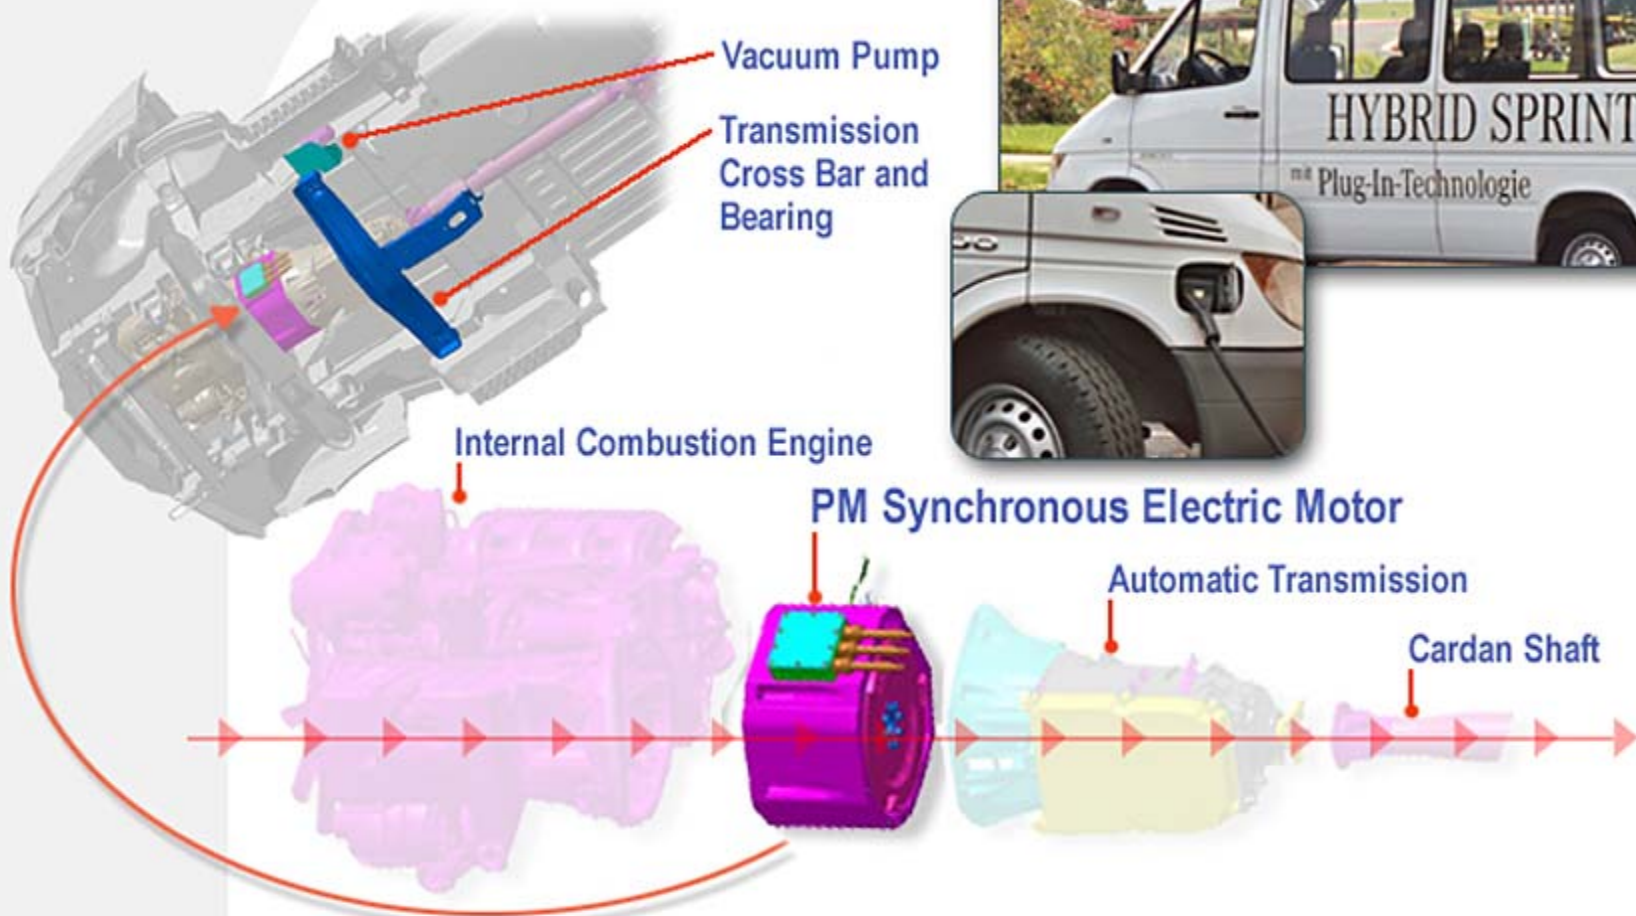 Vacuum Pump
Transmission
Cross Bar and
Bearing
HYBRID SPRINT
mit Plug-In-Technologie
Internal Combustion Engine
PM Synchronous Electric Motor
Automatic Transmission
Cardan Shaft